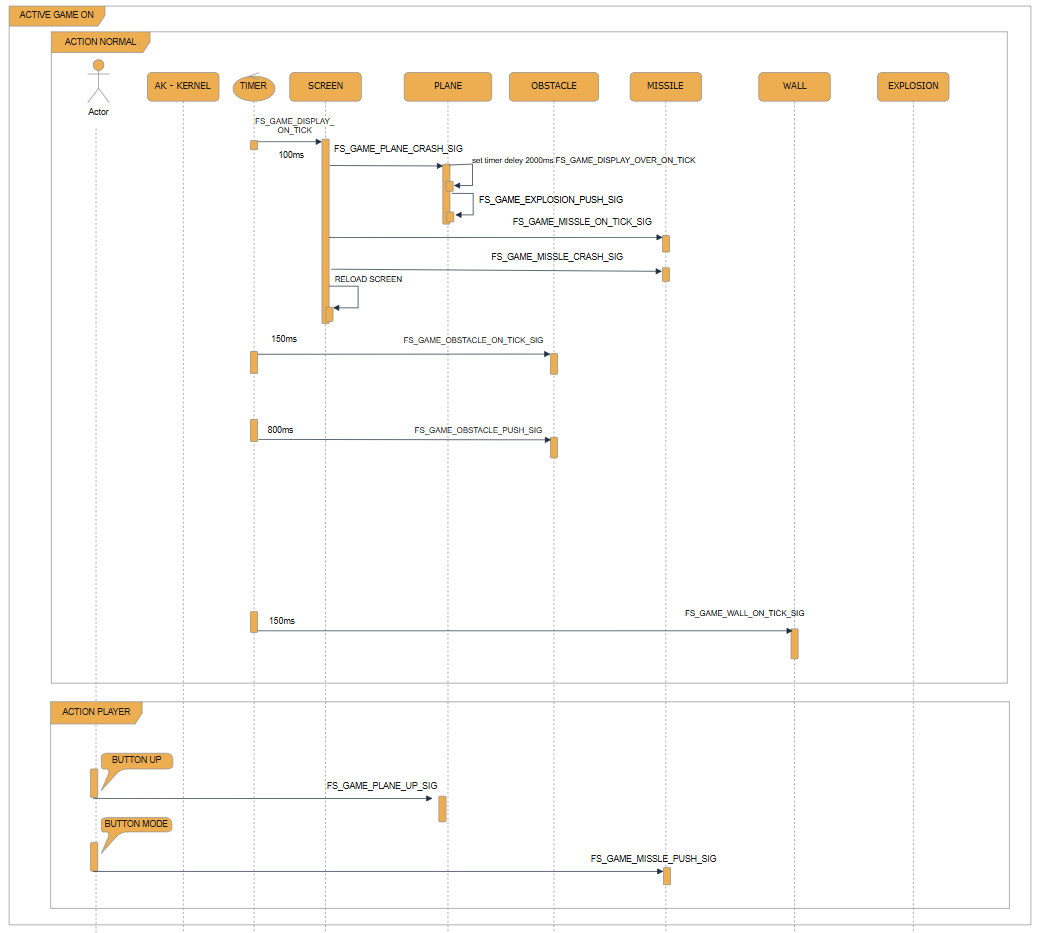 ACTIVE GAME ON
ACTION NORMAL
Actor
AK - KERNEL
TIMER
SCREEN
PLANE
OBSTACLE
MISSILE
WALL
EXPLOSION
FS_GAME_DISPLAY_
ON_TICK
100ms
FS_GAME_PLANE_CRASH_SIG
set timer deley 2000ms FS_GAME_DISPLAY_OVER_ON_TICK
FS_GAME_EXPLOSION_PUSH_SIG
FS_GAME_MISSLE_ON_TICK_SIG
FS_GAME_MISSLE_CRASH_SIG
RELOAD SCREEN
150ms
FS_GAME_OBSTACLE_ON_TICK_SIG
800ms
FS_GAME_OBSTACLE_PUSH_SIG
150ms
FS_GAME_WALL_ON_TICK_SIG
ACTION PLAYER
BUTTON UP
FS_GAME_PLANE_UP_SIG
BUTTON MODE
FS_GAME_MISSLE_PUSH_SIG